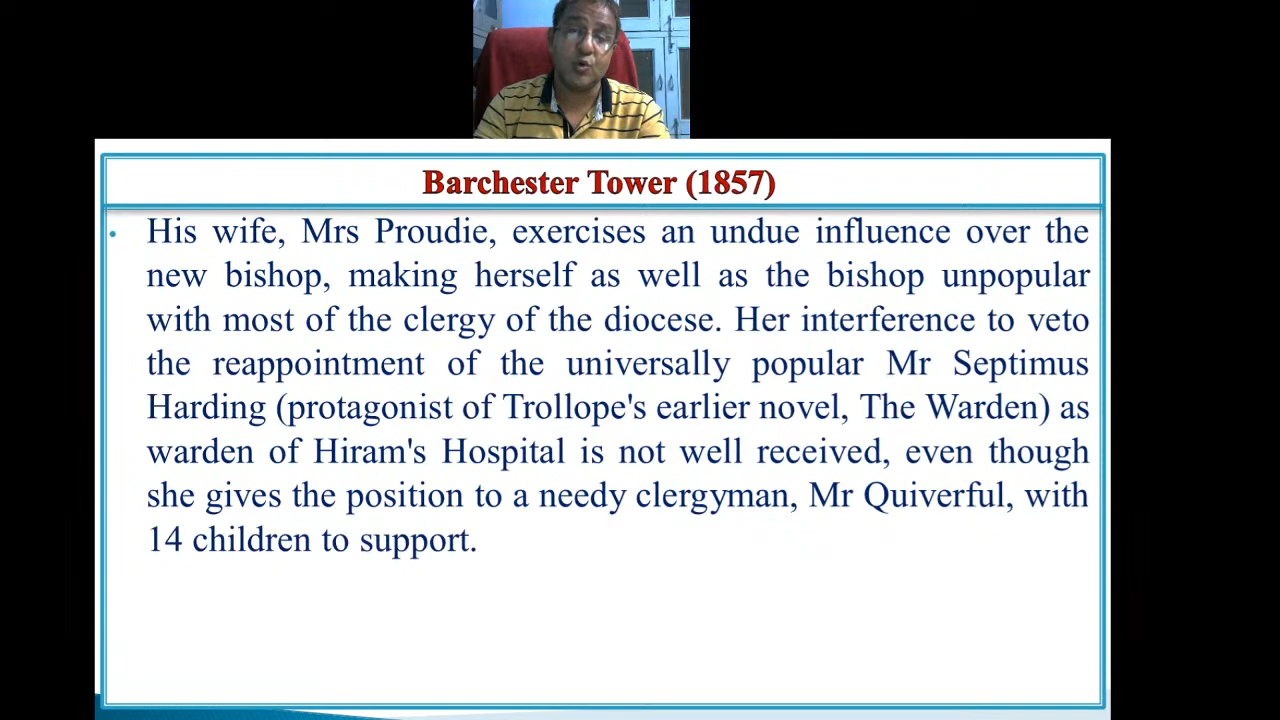 Barchester Tower (1857)
• His wife, Mrs Proudie, exercises an undue influence over the
new bishop, making herself as well as the bishop unpopular
with most of the clergy of the diocese. Her interference to veto
the reappointment of the universally popular Mr Septimus
Harding (protagonist of Trollope's earlier novel, The Warden) as
warden of Hiram's Hospital is not well received, even though
she gives the position to a needy clergyman, Mr Quiverful, with
14 children to support.